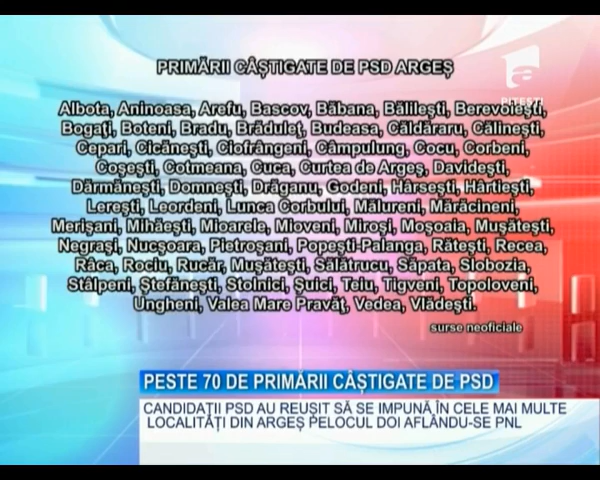 PRIMĂRII CÂȘTIGATE DE PSD ARGEȘ
PITEȘTI
Albota, Aninoasa, Arefu, Bascov, Băbana, Bălilești, Berevoiești,
Bogați, Boteni, Bradu, Brăduleț, Budeasa, Căldăraru, Călinești,
Cepari, Cicănești, Ciofrângeni, Câmpulung, Cocu, Corbeni,
Coșești, Cotmeana, Cuca, Curtea de Argeș, Davidești,
Dărmănești, Domnești, Drăganu, Godeni, Hârsești, Hârtiești,
Lerești, Leordeni, Lunca Corbului, Mălureni, Mărăcineni,
Merișani, Mihăești, Mioarele, Mioveni, Miroși, Moșoaia, Mușătești,
Negrași, Nucșoara, Pietroșani, Popești-Palanga, Rătești, Recea,
Râca, Rociu, Rucăr, Mușătești, Sălătrucu, Săpata, Slobozia,
Stâlpeni, Ștefănești, Stolnici, Șuici, Teiu, Tigveni, Topoloveni,
Ungheni, Valea Mare Pravăț, Vedea, Vlădești.
surse neoficiale
PESTE 70 DE PRIMĂRII CÂȘTIGATE DE PSD
CANDIDAȚII PSD AU REUȘIT SĂ SE IMPUNĂ ÎN CELE MAI MULTE
LOCALITĂȚI DIN ARGEȘ PELOCUL DOI AFLÂNDU-SE PNL